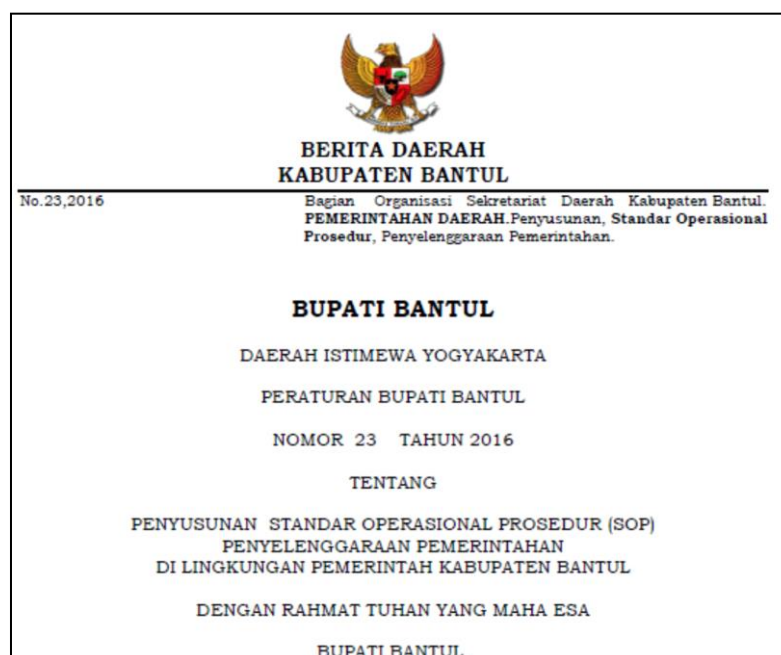 BERITA DAERAH
KABUPATEN BANTUL
No.23,2016
Bagian Organisasi Sekretariat Daerah Kabupaten Bantul.
PEMERINTAHAN DAERAH.Penyusunan, Standar Operasional
Prosedur, Penyelenggaraan Pemerintahan.
BUPATI BANTUL
DAERAH ISTIMEWA YOGYAKARTA
PERATURAN BUPATI BANTUL
NOMOR 23 TAHUN 2016
TENTANG
PENYUSUNAN STANDAR OPERASIONAL PROSEDUR (SOP)
PENYELENGGARAAN PEMERINTAHAN
DI LINGKUNGAN PEMERINTAH KABUPATEN BANTUL
DENGAN RAHMAT TUHAN YANG MAHA ESA
BUPATI BANTUL